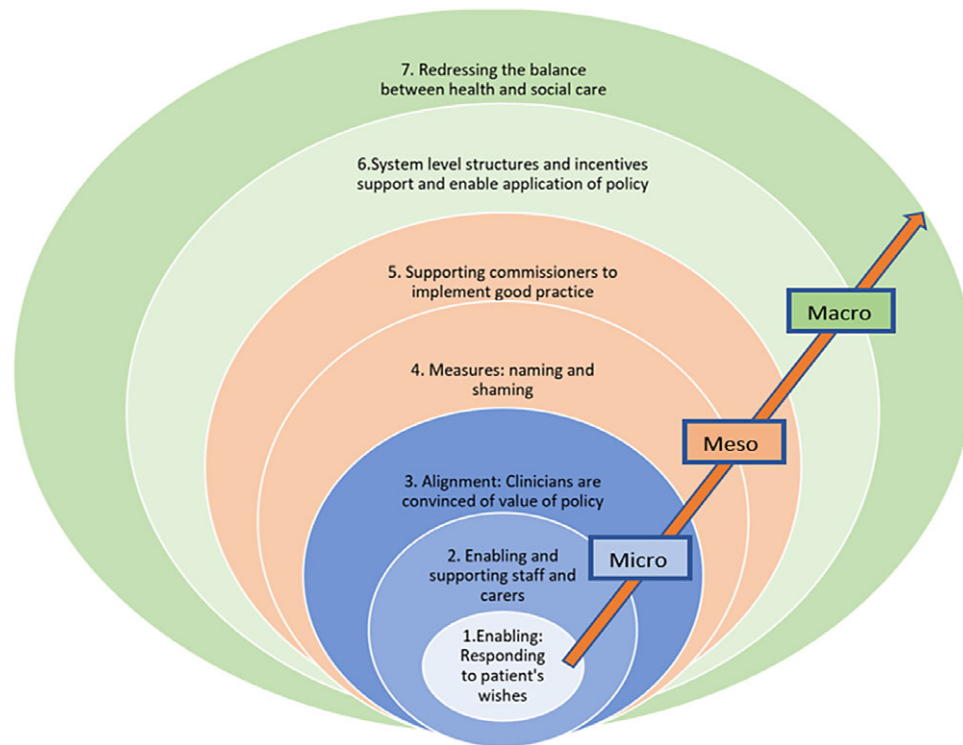 7. Redressing the balance
between health and social care
6.System level structures and incentives
support and enable application of policy
5. Supporting commissioners to
implement good practice
Macro
4. Measures: naming and
shaming
Meso
3. Alignment: Clinicians are
convinced of value of policy
2. Enabling and
supporting staff and
carers
Micro
1.Enabling:
Responding
to patient's
wishes